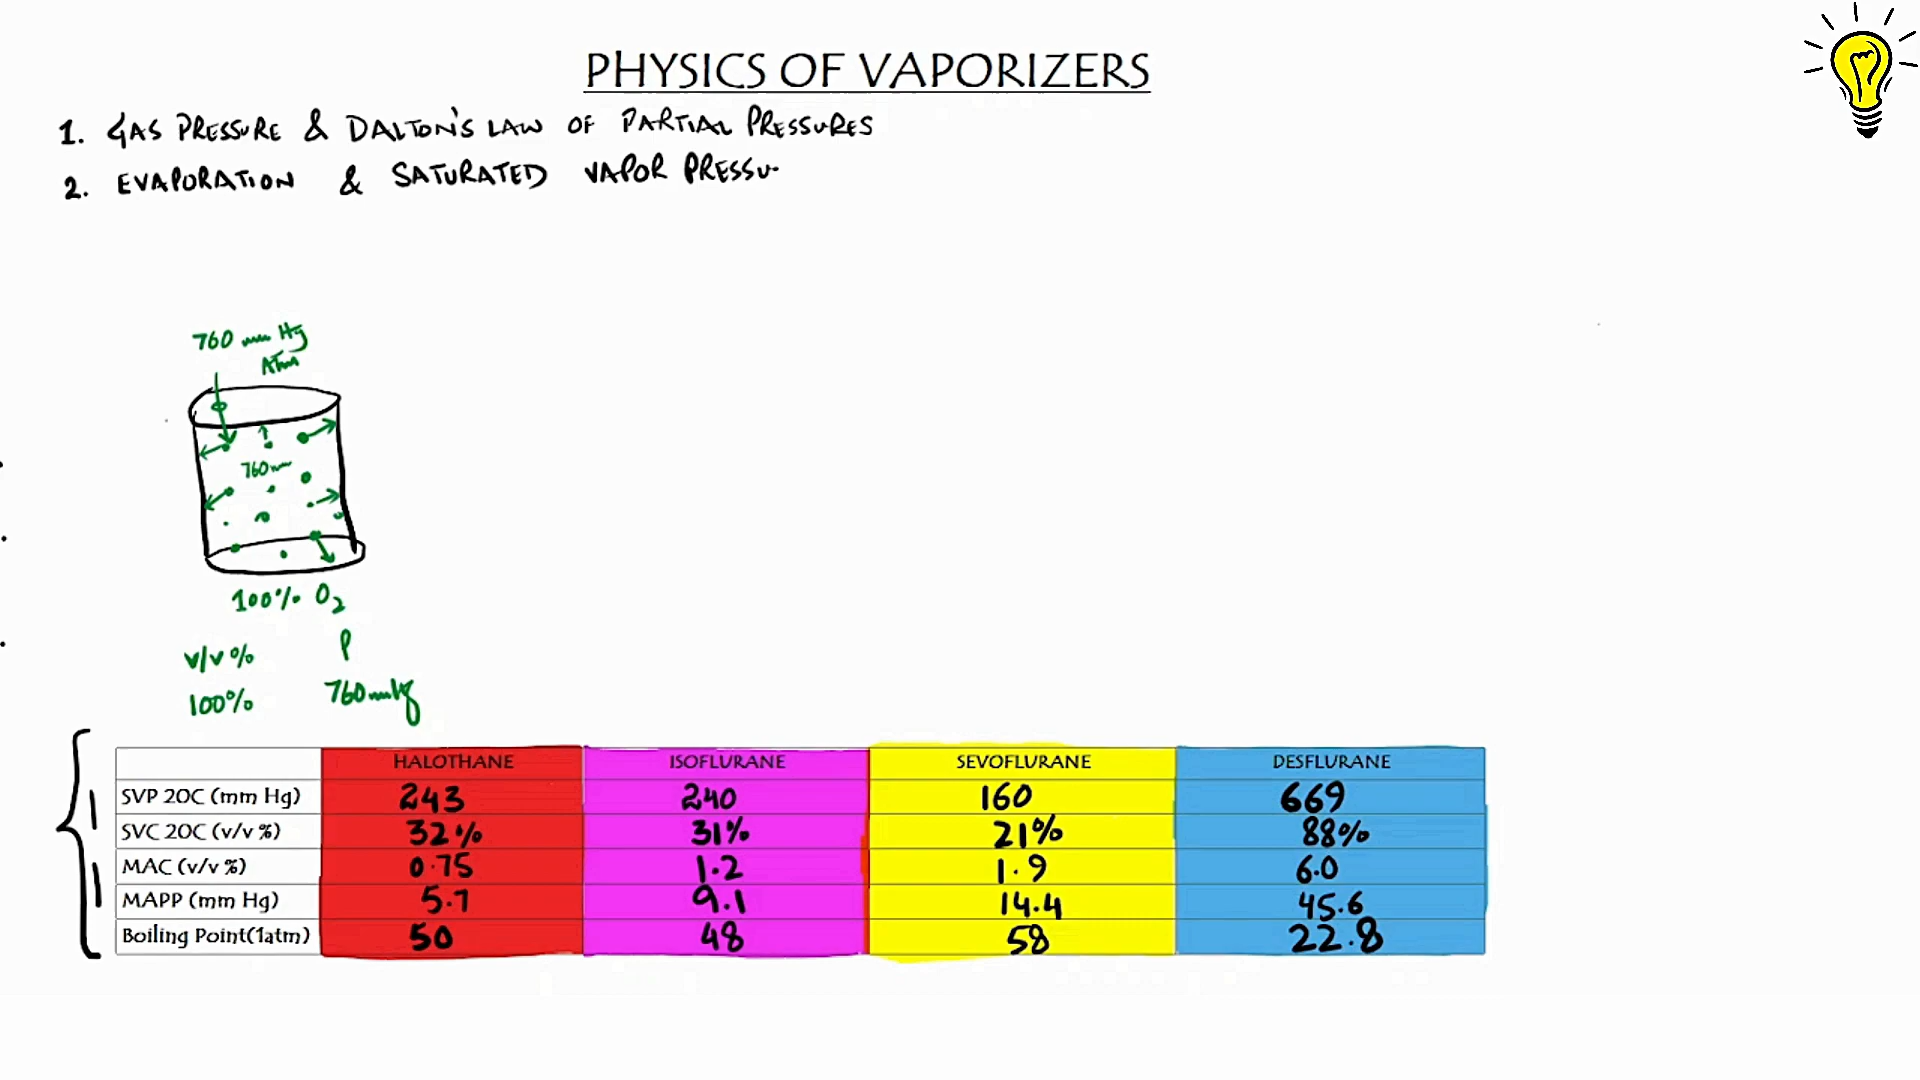 PHYSICS OF VAPORIZERS
1. GAS PRESSURE & DALTON'S LAW OF PARTIAL PRESSURES
2. EVAPORATION & SATURATED VAPOR PRESSU
760 mm Hg
Atm
760 mm
100% O2
v/v % P
100% 760 mmHg
HALOTHANE ISOFLURANE SEVOFLURANE DESFLURANE
SVP 20C (mm Hg) 243 240 160 669
SVC 20C (v/v %) 32% 31% 21% 88%
MAC (v/v %) 0.75 1.2 1.9 6.0
MAPP (mm Hg) 5.7 9.1 14.4 45.6
Boiling Point(1atm) 50 48 58 22.8